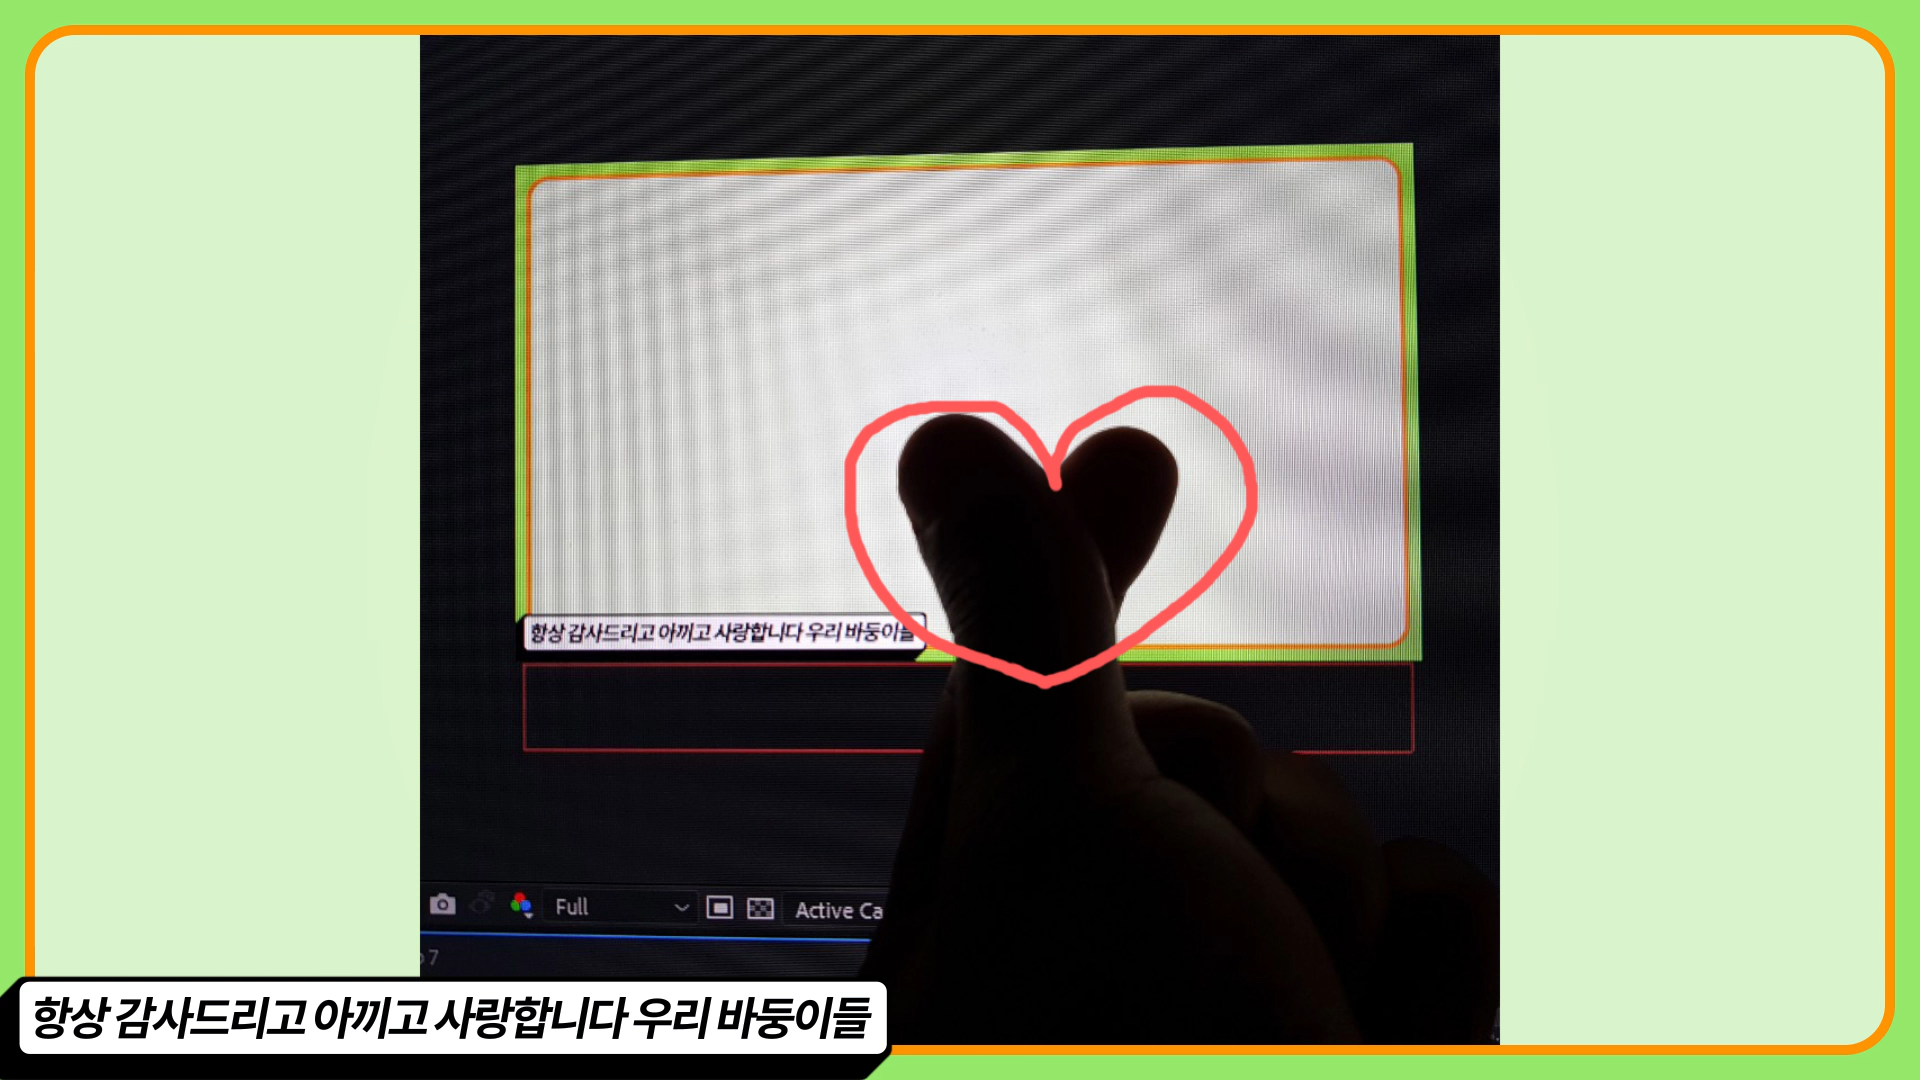 항상 감사드리고 아끼고 사랑합니다 우리 바둥이들
Full
Active Ca
7
항상 감사드리고 아끼고 사랑합니다 우리 바둥이들